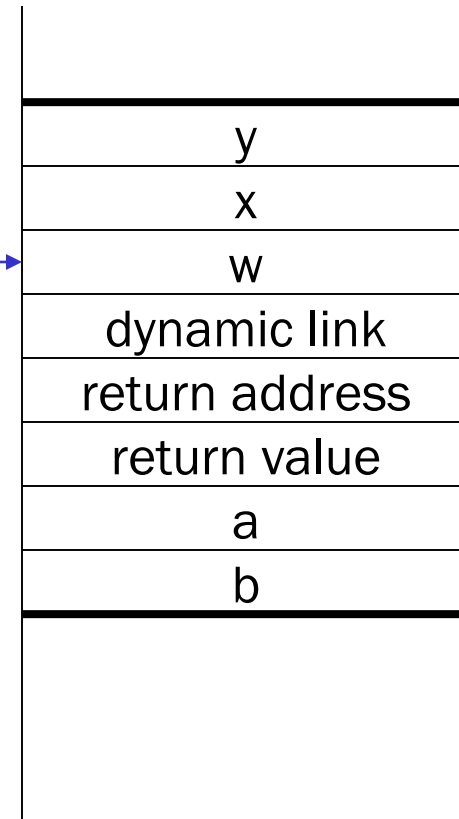 y
x
w
dynamic link
return address
return value
a
b